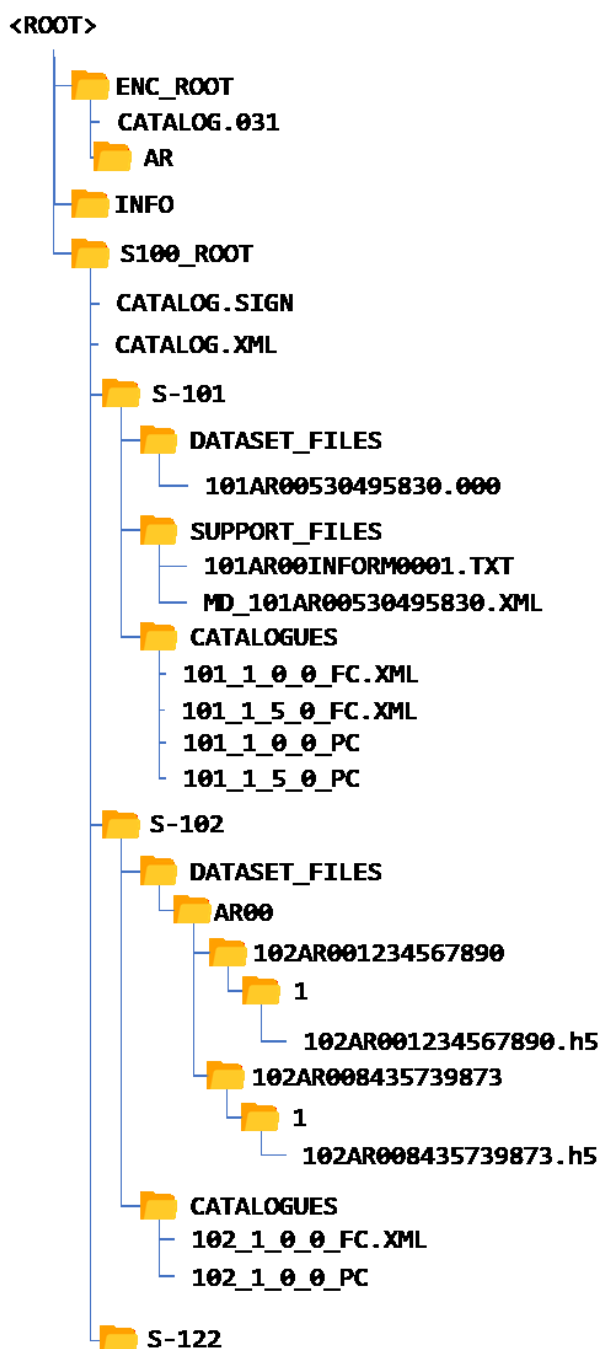 <ROOT>
ENC_ROOT
CATALOG.031
AR
INFO
S100_ROOT
CATALOG.SIGN
CATALOG.XML
S-101
DATASET_FILES
101AR00530495830.000
SUPPORT_FILES
101AR00INFORM0001.TXT
MD_101AR00530495830.XML
CATALOGUES
101_1_0_0_FC.XML
101_1_5_0_FC.XML
101_1_0_0_PC
101_1_5_0_PC
S-102
DATASET_FILES
AR00
102AR001234567890
1
102AR001234567890.h5
102AR008435739873
1
102AR008435739873.h5
CATALOGUES
102_1_0_0_FC.XML
102_1_0_0_PC
S-122